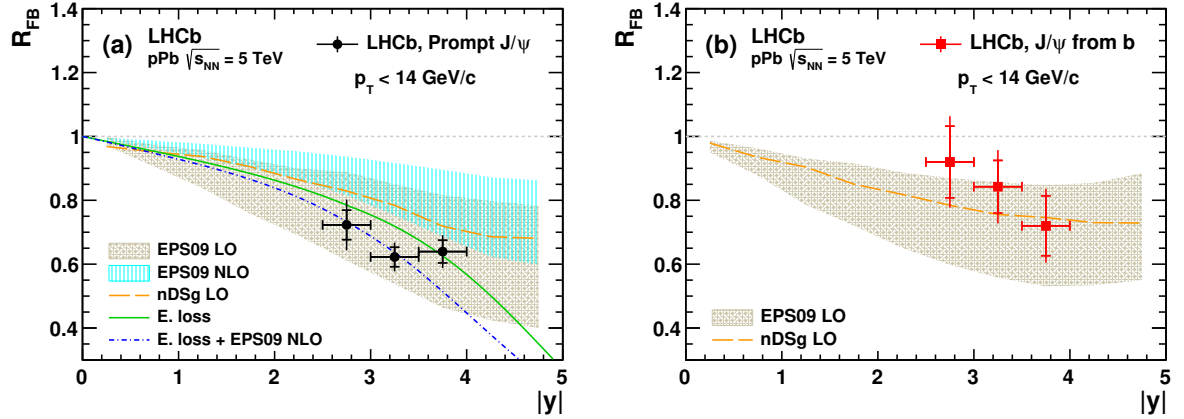 R_FB
1.4
1.2
1
0.8
0.6
0.4
(a)
LHCb
pPb √s_NN = 5 TeV
LHCb, Prompt J/ψ
p_T < 14 GeV/c
EPS09 LO
EPS09 NLO
nDSg LO
E. loss
E. loss + EPS09 NLO
0 1 2 3 4 5
|y|
R_FB
1.4
1.2
1
0.8
0.6
0.4
(b)
LHCb
pPb √s_NN = 5 TeV
LHCb, J/ψ from b
p_T < 14 GeV/c
EPS09 LO
nDSg LO
0 1 2 3 4 5
|y|